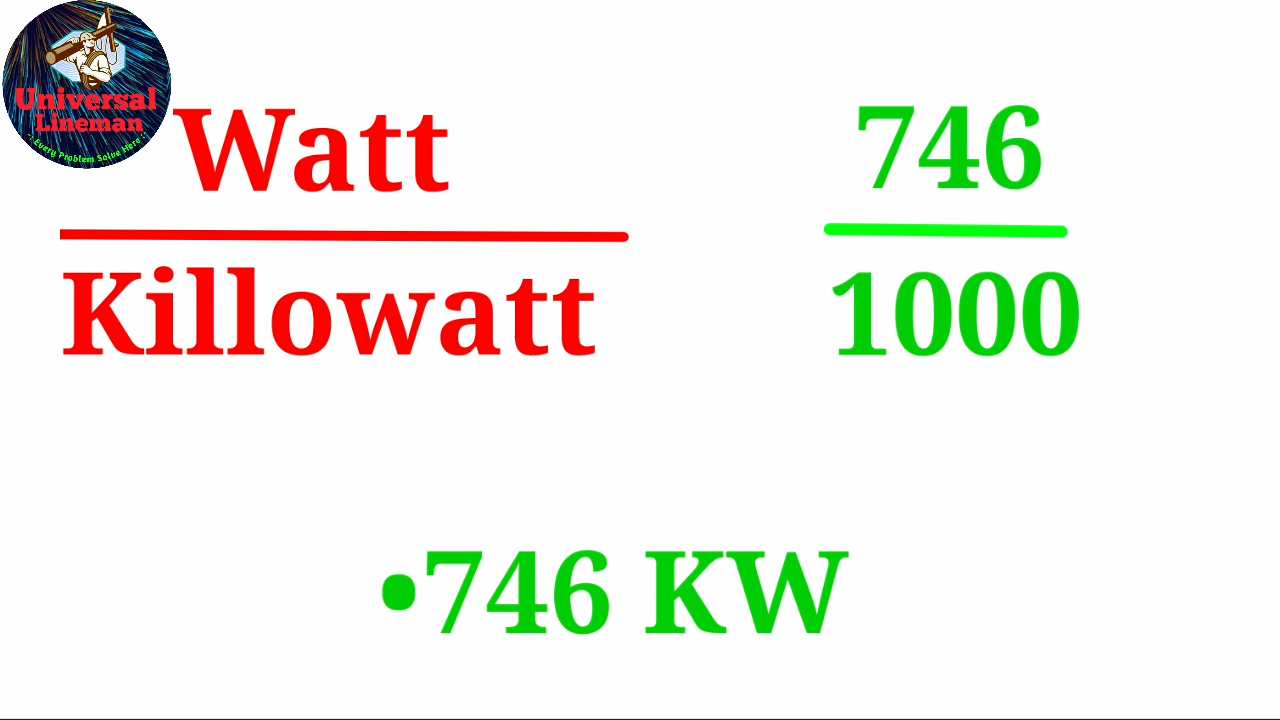 Universal
Lineman
Every Problem Solve Here
Watt
Killowatt
746
1000
•746 KW